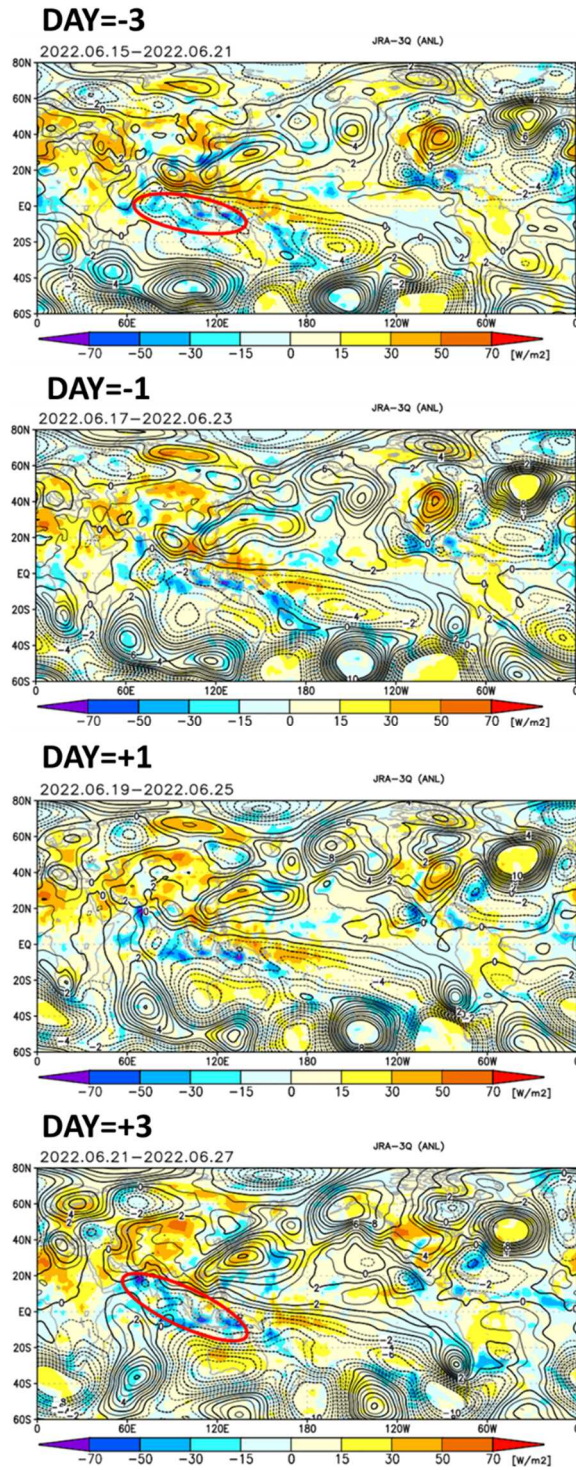 DAY=-3
2022.06.15-2022.06.21 JRA-3Q (ANL)
80N
60N
40N
20N
EQ
20S
40S
60S
0 60E 120E 180 120W 60W 0
-70 -50 -30 -15 0 15 30 50 70 [W/m2]
DAY=-1
2022.06.17-2022.06.23 JRA-3Q (ANL)
80N
60N
40N
20N
EQ
20S
40S
60S
0 60E 120E 180 120W 60W 0
-70 -50 -30 -15 0 15 30 50 70 [W/m2]
DAY=+1
2022.06.19-2022.06.25 JRA-3Q (ANL)
80N
60N
40N
20N
EQ
20S
40S
60S
0 60E 120E 180 120W 60W 0
-70 -50 -30 -15 0 15 30 50 70 [W/m2]
DAY=+3
2022.06.21-2022.06.27 JRA-3Q (ANL)
80N
60N
40N
20N
EQ
20S
40S
60S
0 60E 120E 180 120W 60W 0
-70 -50 -30 -15 0 15 30 50 70 [W/m2]